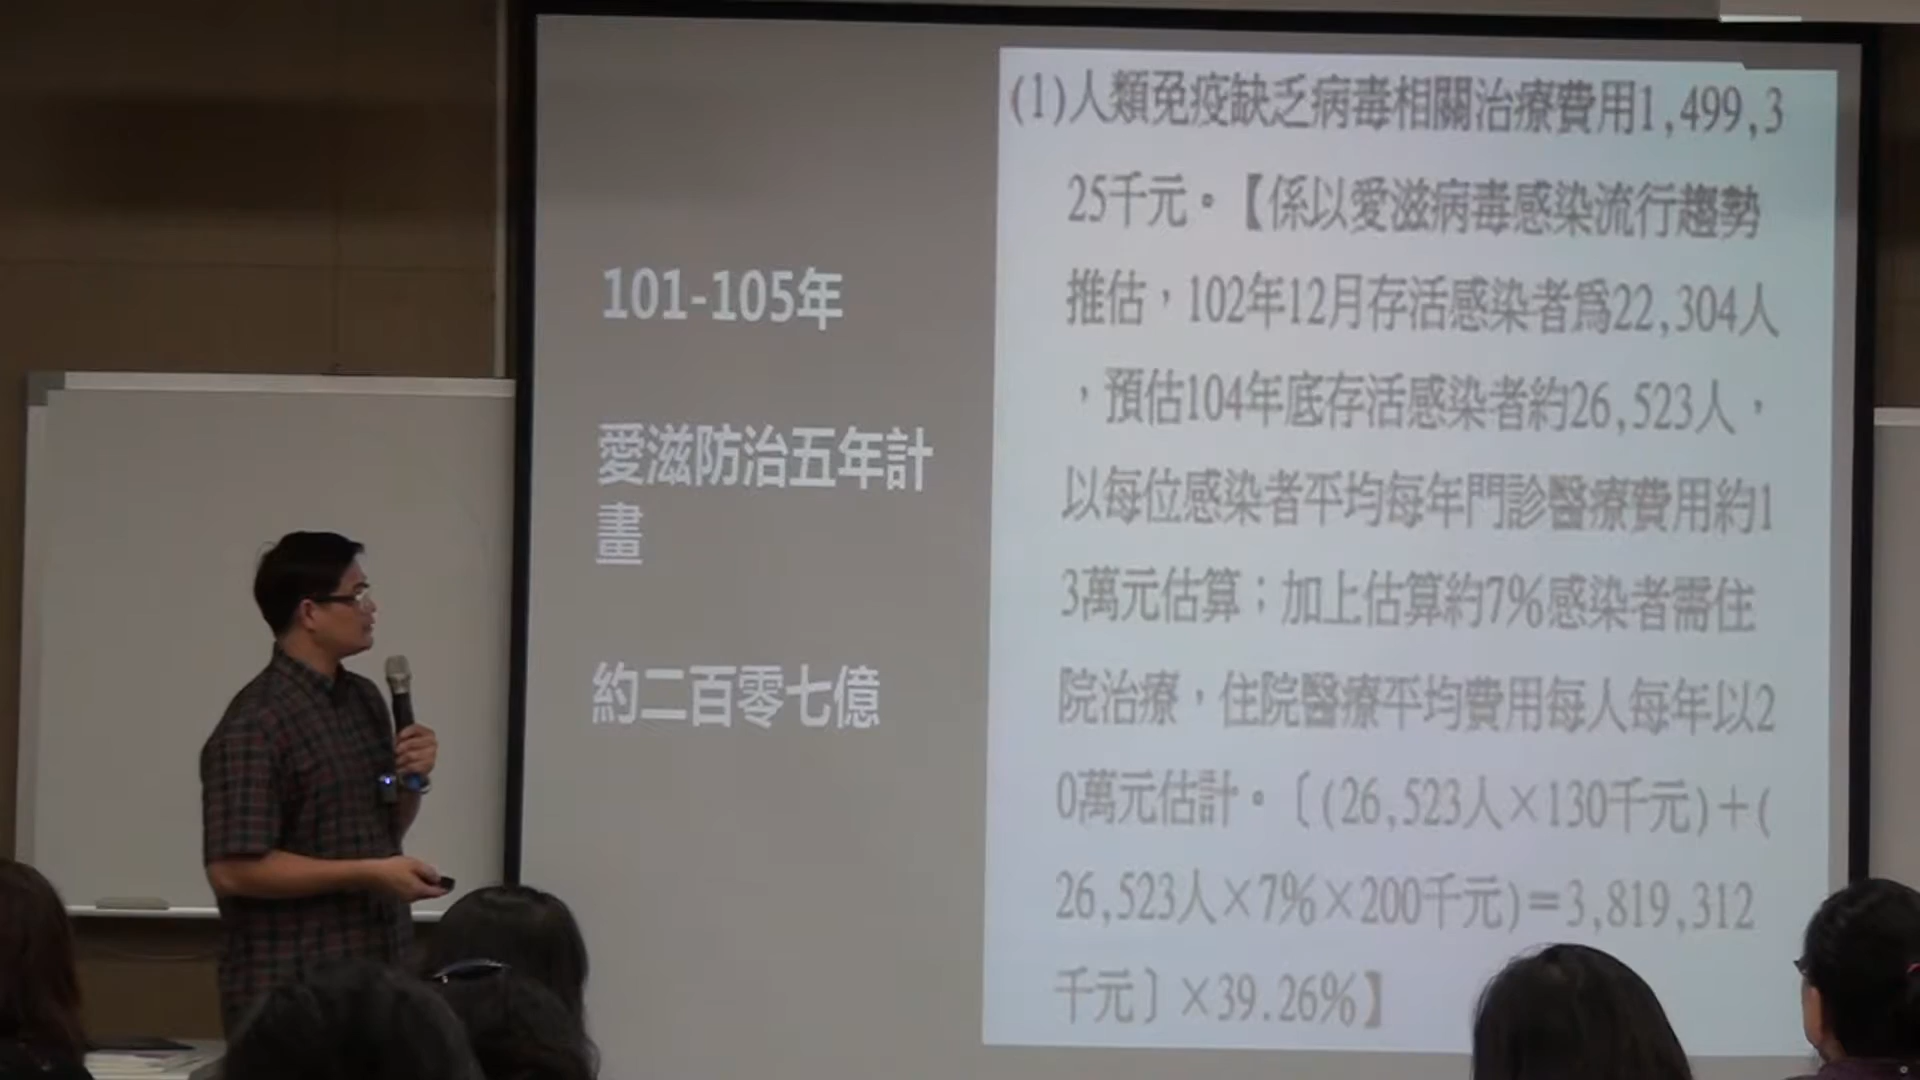 101-105年
愛滋防治五年計
畫
約二百零七億
(1)人類免疫缺乏病毒相關治療費用1,499,3
25千元。【係以愛滋病毒感染流行趨勢
推估，102年12月存活感染者為22,304人
，預估104年底存活感染者約26,523人，
以每位感染者平均每年門診醫療費用約1
3萬元估算；加上估算約7%感染者需住
院治療，住院醫療平均費用每人每年以2
0萬元估計。〔(26,523人×130千元)＋(
26,523人×7%×200千元)＝3,819,312
千元〕×39.26%】